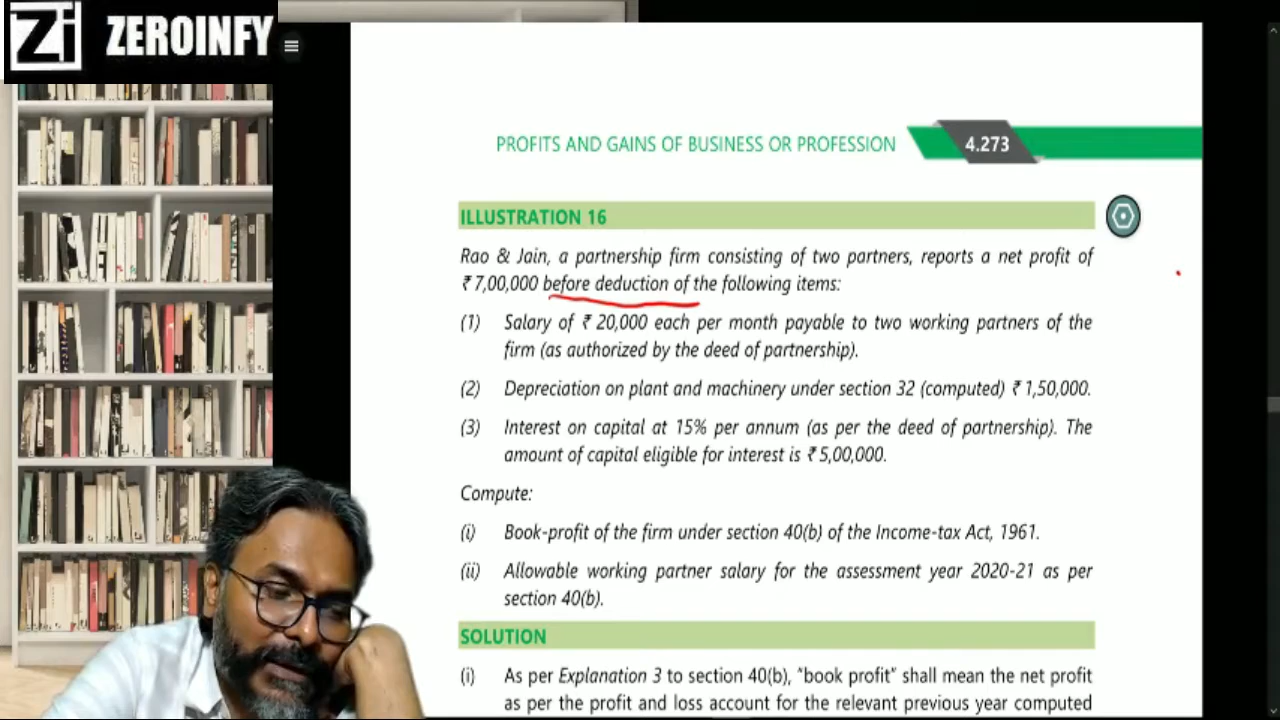 Zi ZEROINFY
PROFITS AND GAINS OF BUSINESS OR PROFESSION 4.273
ILLUSTRATION 16
Rao & Jain, a partnership firm consisting of two partners, reports a net profit of
₹ 7,00,000 before deduction of the following items:
(1) Salary of ₹ 20,000 each per month payable to two working partners of the
firm (as authorized by the deed of partnership).
(2) Depreciation on plant and machinery under section 32 (computed) ₹ 1,50,000.
(3) Interest on capital at 15% per annum (as per the deed of partnership). The
amount of capital eligible for interest is ₹ 5,00,000.
Compute:
(i) Book-profit of the firm under section 40(b) of the Income-tax Act, 1961.
(ii) Allowable working partner salary for the assessment year 2020-21 as per
section 40(b).
SOLUTION
(i) As per Explanation 3 to section 40(b), "book profit" shall mean the net profit
as per the profit and loss account for the relevant previous year computed